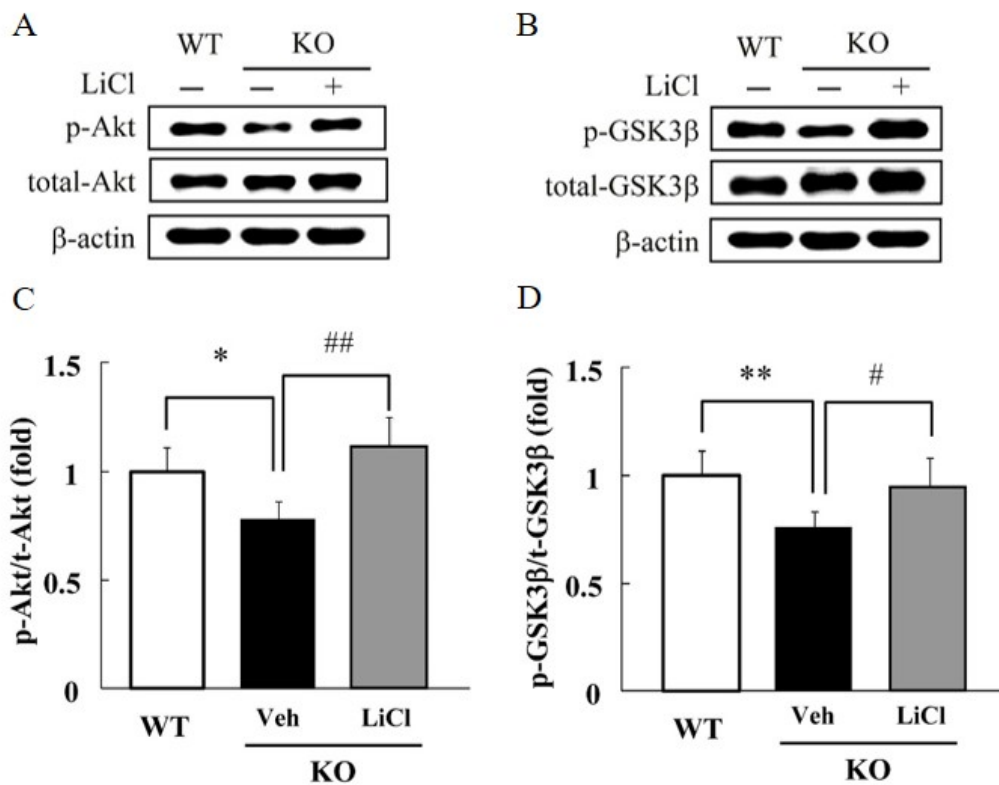 A
WT KO
LiCl − − +
p-Akt
total-Akt
β-actin
B
WT KO
LiCl − − +
p-GSK3β
total-GSK3β
β-actin
C
p-Akt/t-Akt (fold)
1.5
1
0.5
0
* ##
WT Veh LiCl
KO
D
p-GSK3β/t-GSK3β (fold)
1.5
1
0.5
0
** #
WT Veh LiCl
KO